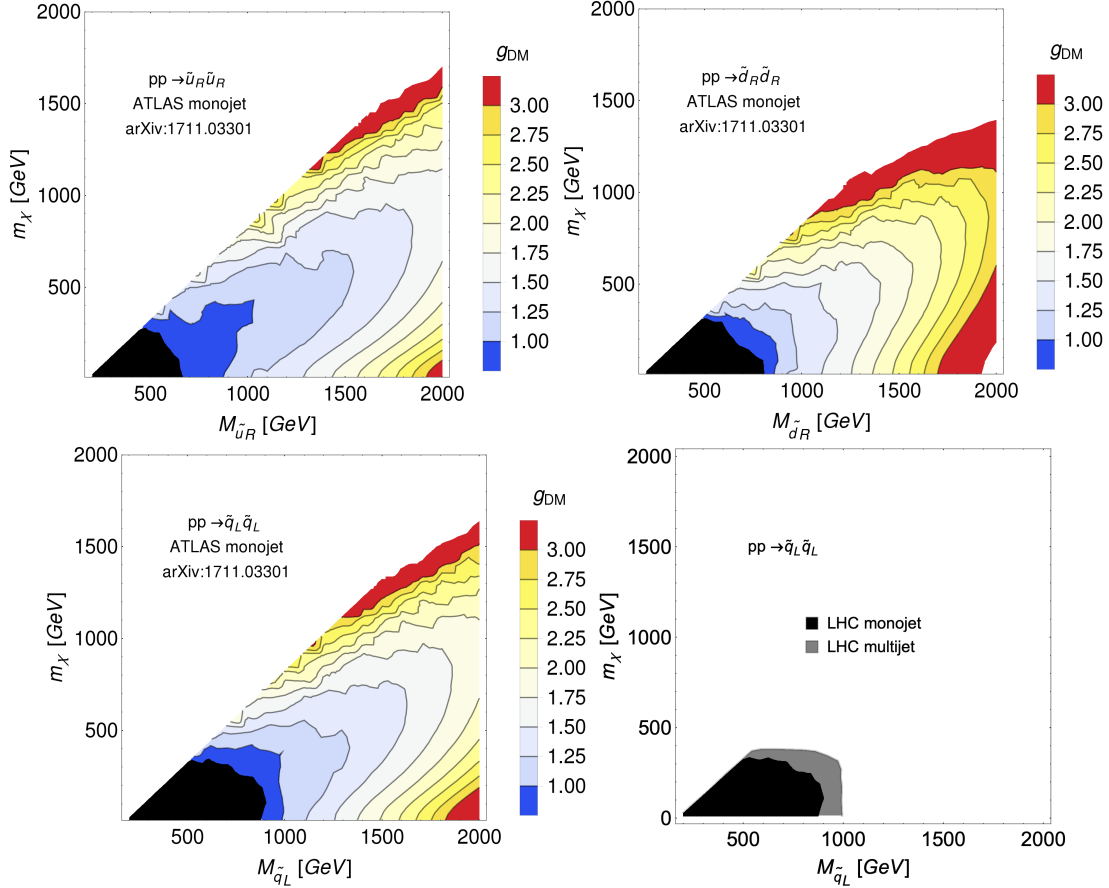 2000
1500
1000
500
m_χ [GeV]
pp → ũ_R ũ_R
ATLAS monojet
arXiv:1711.03301
500 1000 1500 2000
M_ũR [GeV]
g_DM
3.00
2.75
2.50
2.25
2.00
1.75
1.50
1.25
1.00
2000
1500
1000
500
m_χ [GeV]
pp → d̃_R d̃_R
ATLAS monojet
arXiv:1711.03301
500 1000 1500 2000
M_d̃R [GeV]
g_DM
3.00
2.75
2.50
2.25
2.00
1.75
1.50
1.25
1.00
2000
1500
1000
500
m_χ [GeV]
pp → q̃_L q̃_L
ATLAS monojet
arXiv:1711.03301
500 1000 1500 2000
M_q̃L [GeV]
g_DM
3.00
2.75
2.50
2.25
2.00
1.75
1.50
1.25
1.00
2000
1500
1000
500
0
m_χ [GeV]
pp → q̃_L q̃_L
LHC monojet
LHC multijet
500 1000 1500 2000
M_q̃L [GeV]